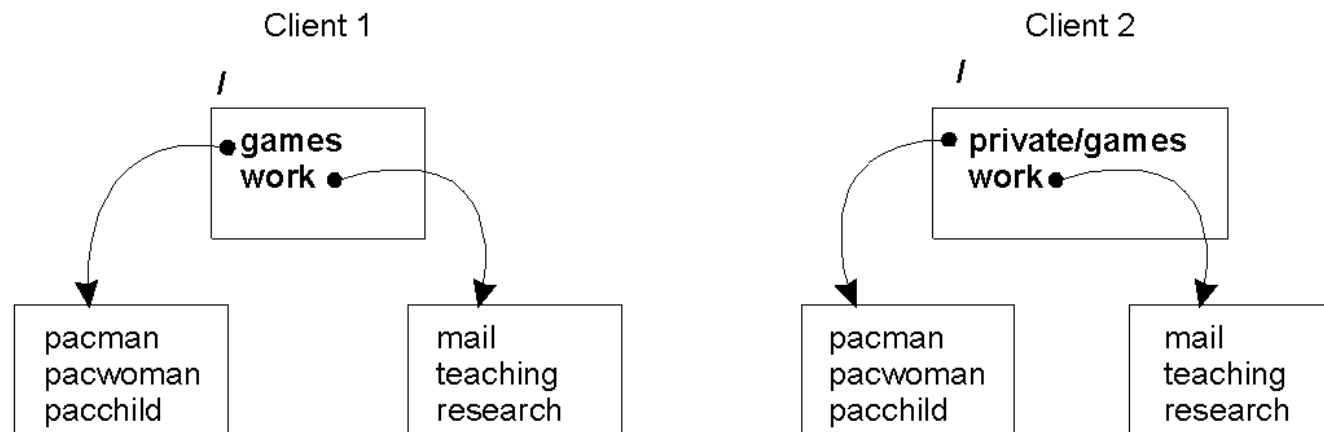 Client 1
/
games
work
pacman
pacwoman
pacchild
mail
teaching
research
Client 2
/
private/games
work
pacman
pacwoman
pacchild
mail
teaching
research